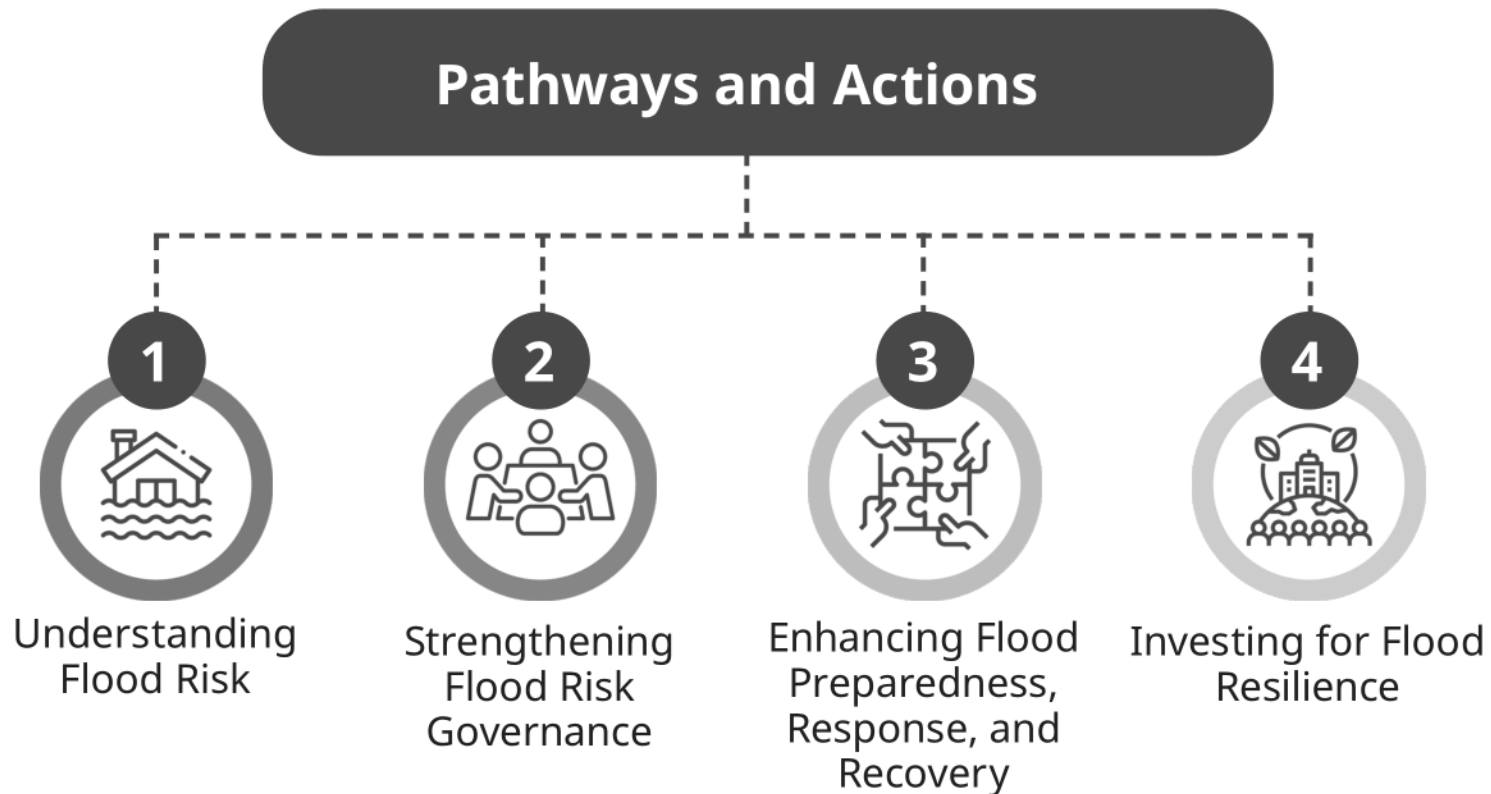 Pathways and Actions
1
2
3
4
Understanding
Flood Risk
Strengthening
Flood Risk
Governance
Enhancing Flood
Preparedness,
Response, and
Recovery
Investing for Flood
Resilience